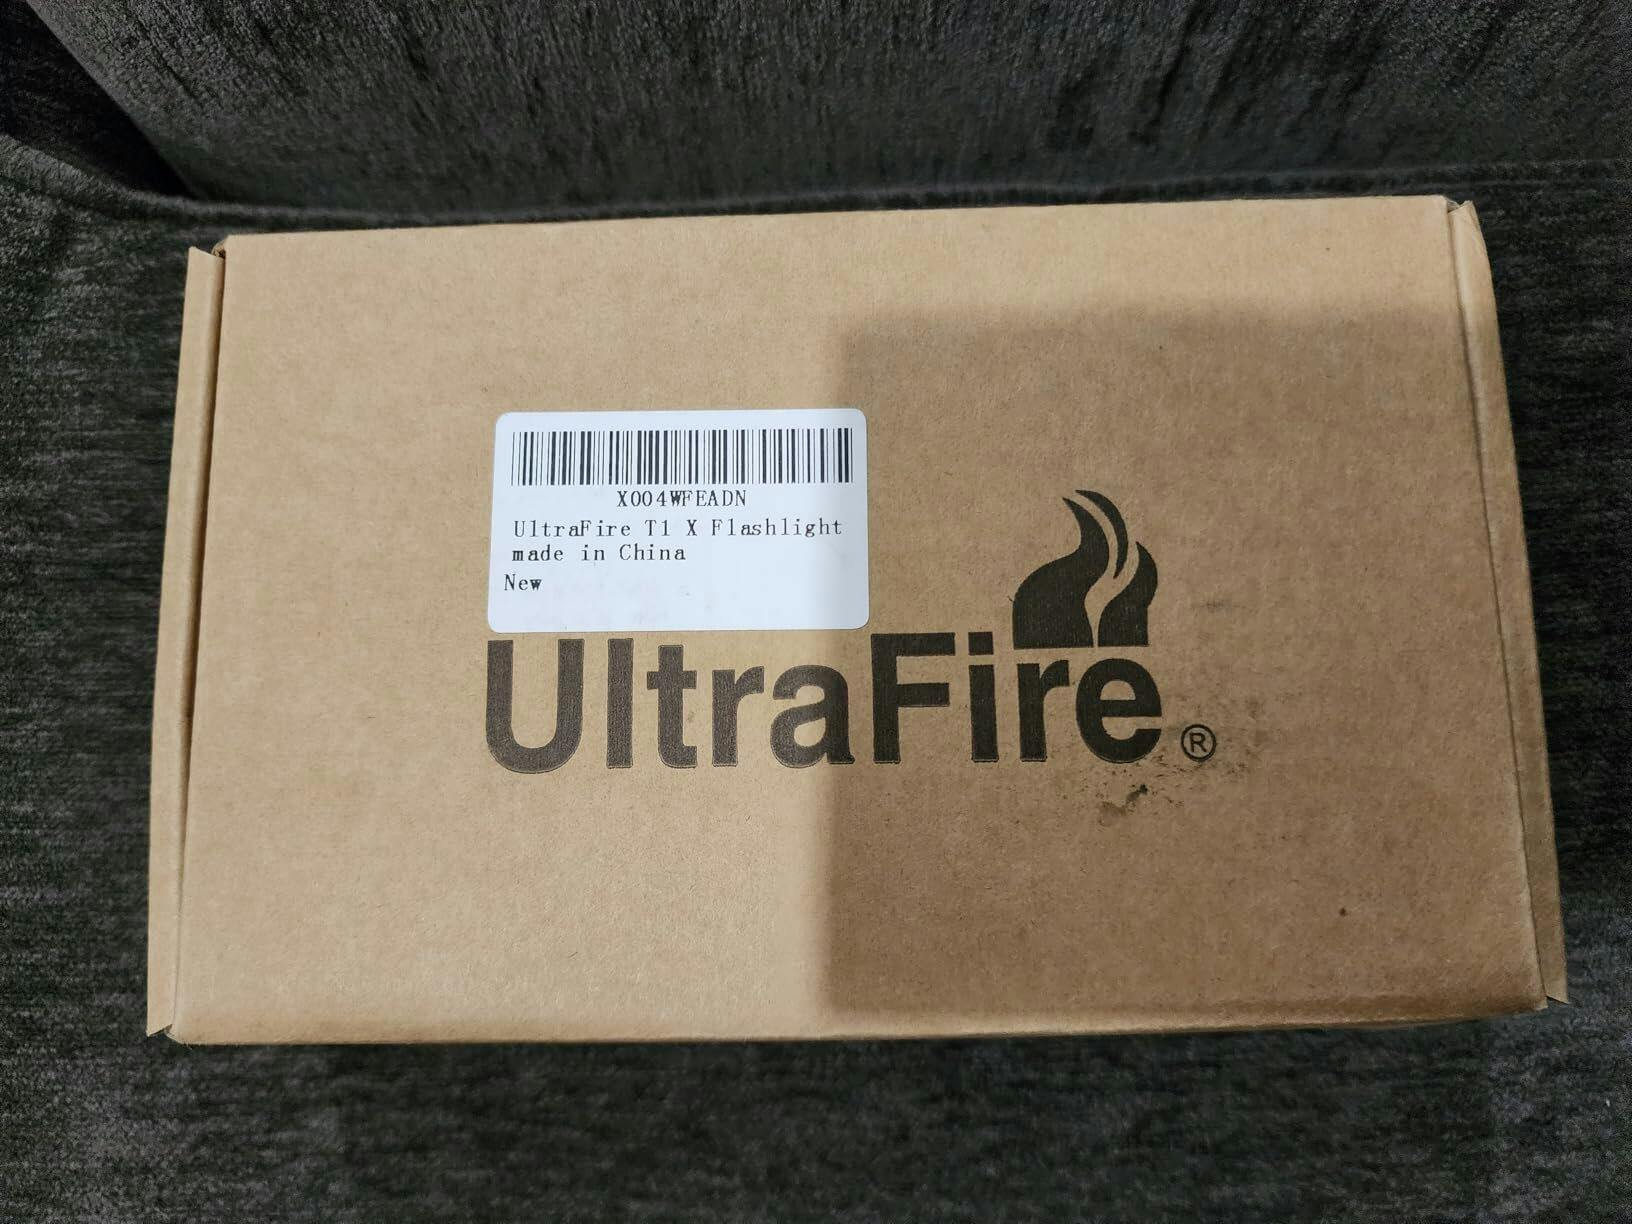 X004WFEADN
UltraFire T1 X Flashlight
made in China
New
UltraFire®